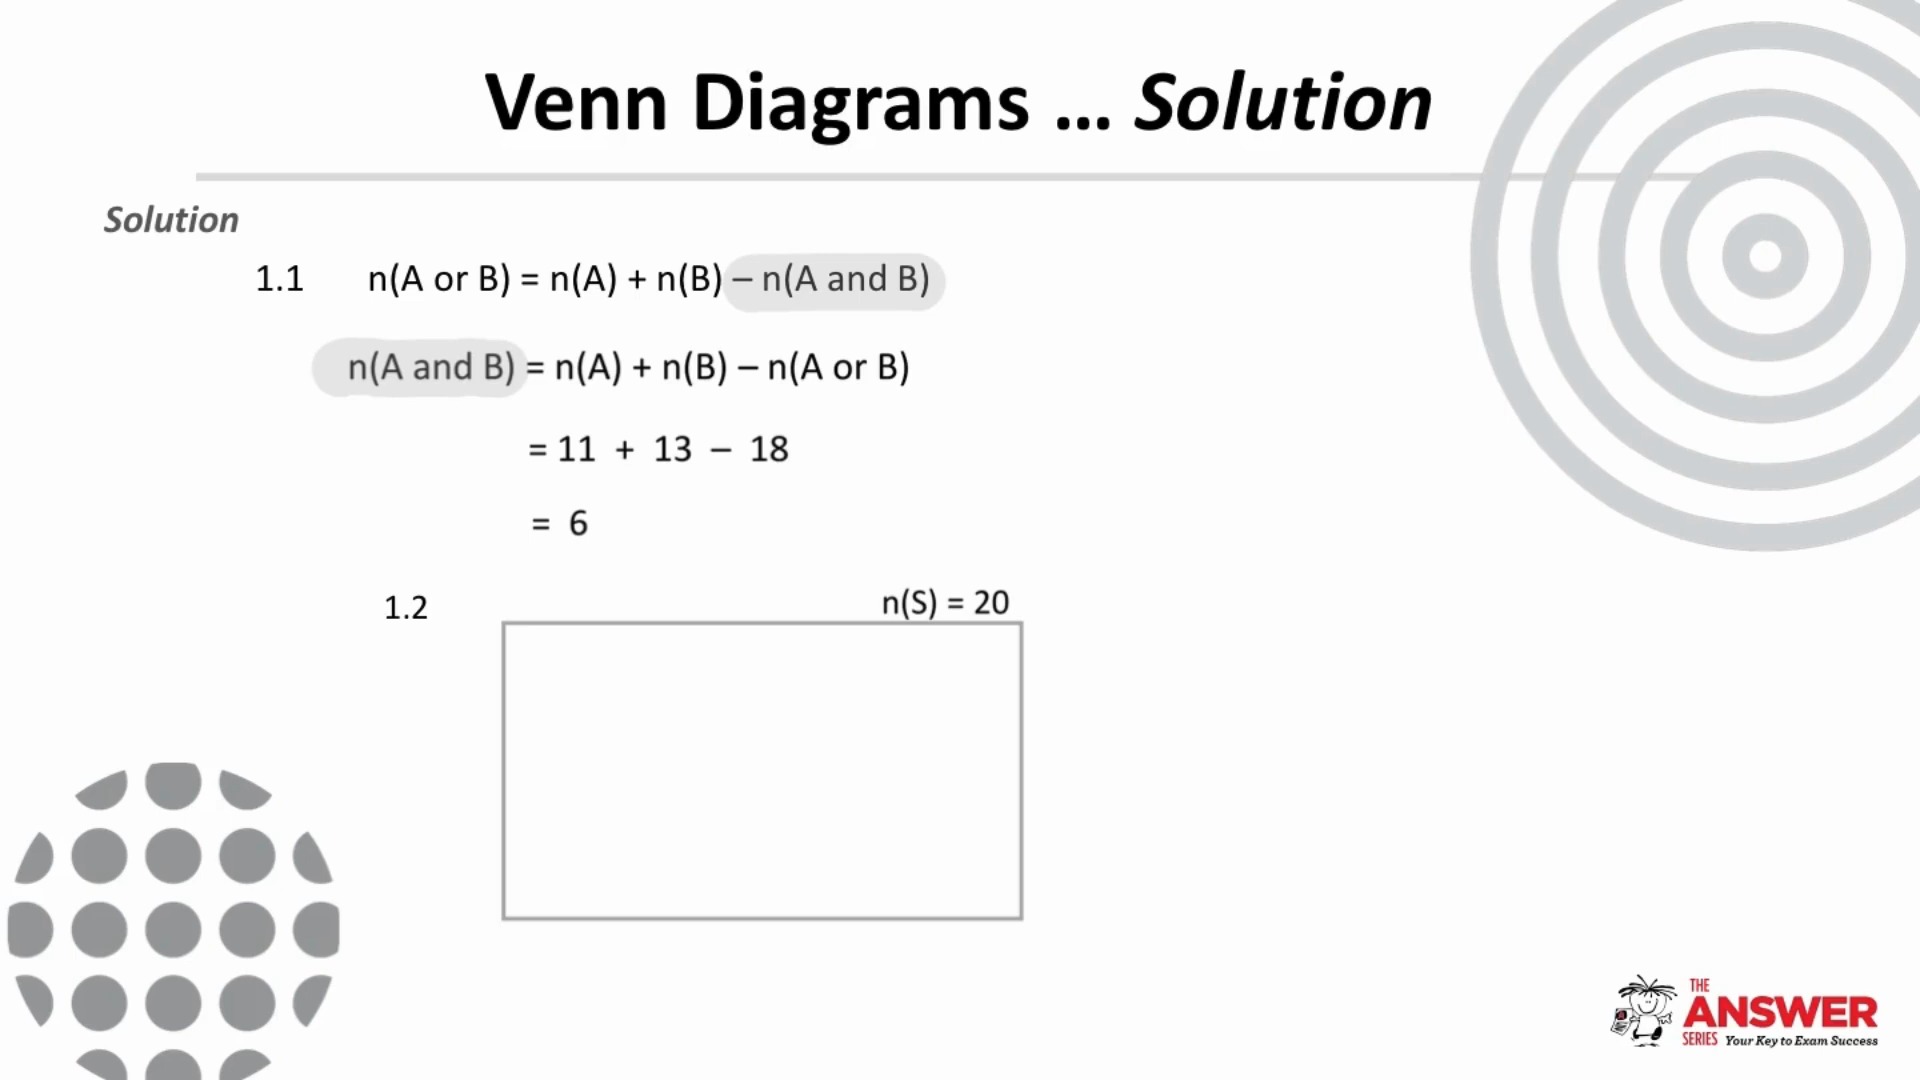 Venn Diagrams ... Solution
Solution
1.1 n(A or B) = n(A) + n(B) – n(A and B)
n(A and B) = n(A) + n(B) – n(A or B)
= 11 + 13 – 18
= 6
1.2 n(S) = 20
THE
ANSWER
SERIES Your Key to Exam Success